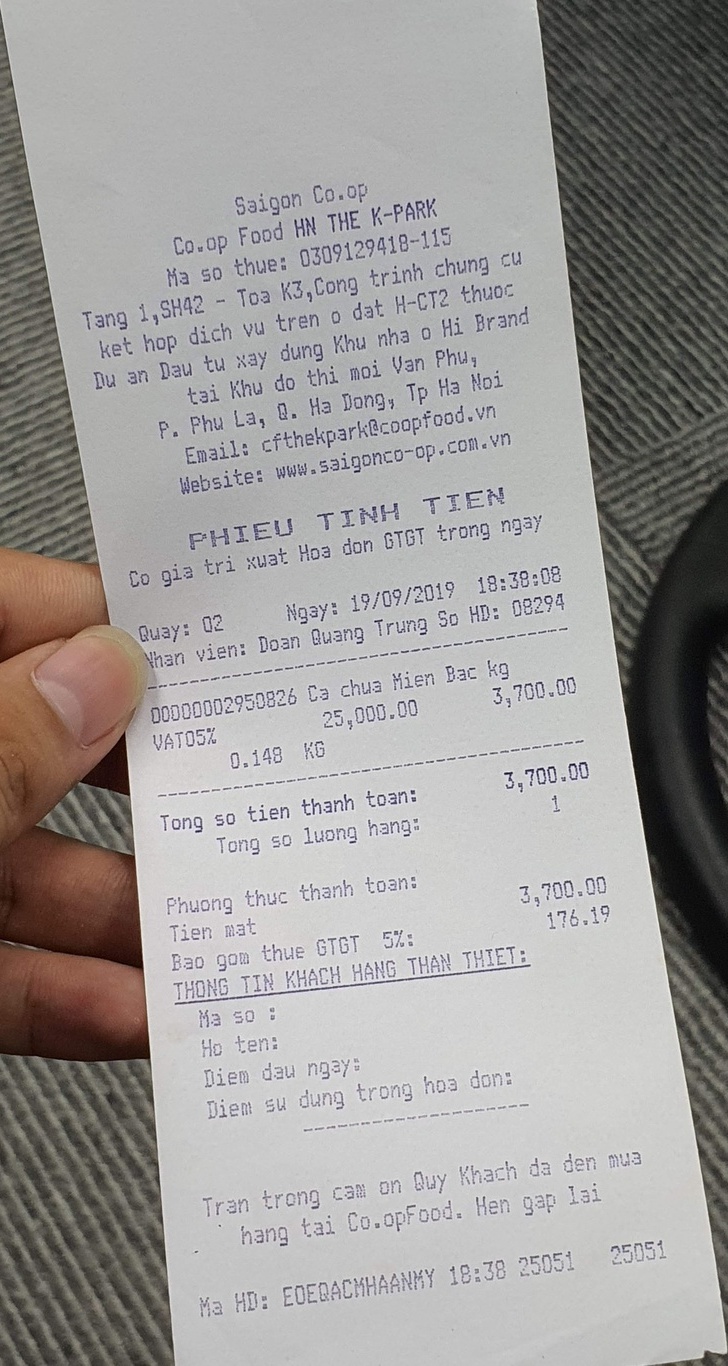 Saigon Co.op
Co.op Food HN THE K-PARK
Ma so thue: 0309129418-115
Tang 1,SH42 - Toa K3,Cong trinh chung cu
ket hop dich vu tren o dat H-CT2 thuoc
Du an Dau tu xay dung Khu nha o Hi Brand
tai Khu do thi moi Van Phu,
P. Phu La, Q. Ha Dong, Tp Ha Noi
Email: cfthekpark@coopfood.vn
Website: www.saigonco-op.com.vn
PHIEU TINH TIEN
Co gia tri xuat Hoa don GTGT trong ngay
Quay: 02 Ngay: 19/09/2019 18:38:08
Nhan vien: Doan Quang Trung So HD: 08294
00000002950826 Ca chua Mien Bac kg
VAT05% 25,000.00 3,700.00
0.148 KG
Tong so tien thanh toan: 3,700.00
Tong so luong hang: 1
Phuong thuc thanh toan:
Tien mat 3,700.00
Bao gom thue GTGT 5%: 176.19
THONG TIN KHACH HANG THAN THIET:
Ma so :
Ho ten:
Diem dau ngay:
Diem su dung trong hoa don:
Tran trong cam on Quy Khach da den mua
hang tai Co.opFood. Hen gap lai
Ma HD: EOEQACMHAANMY 18:38 25051 25051